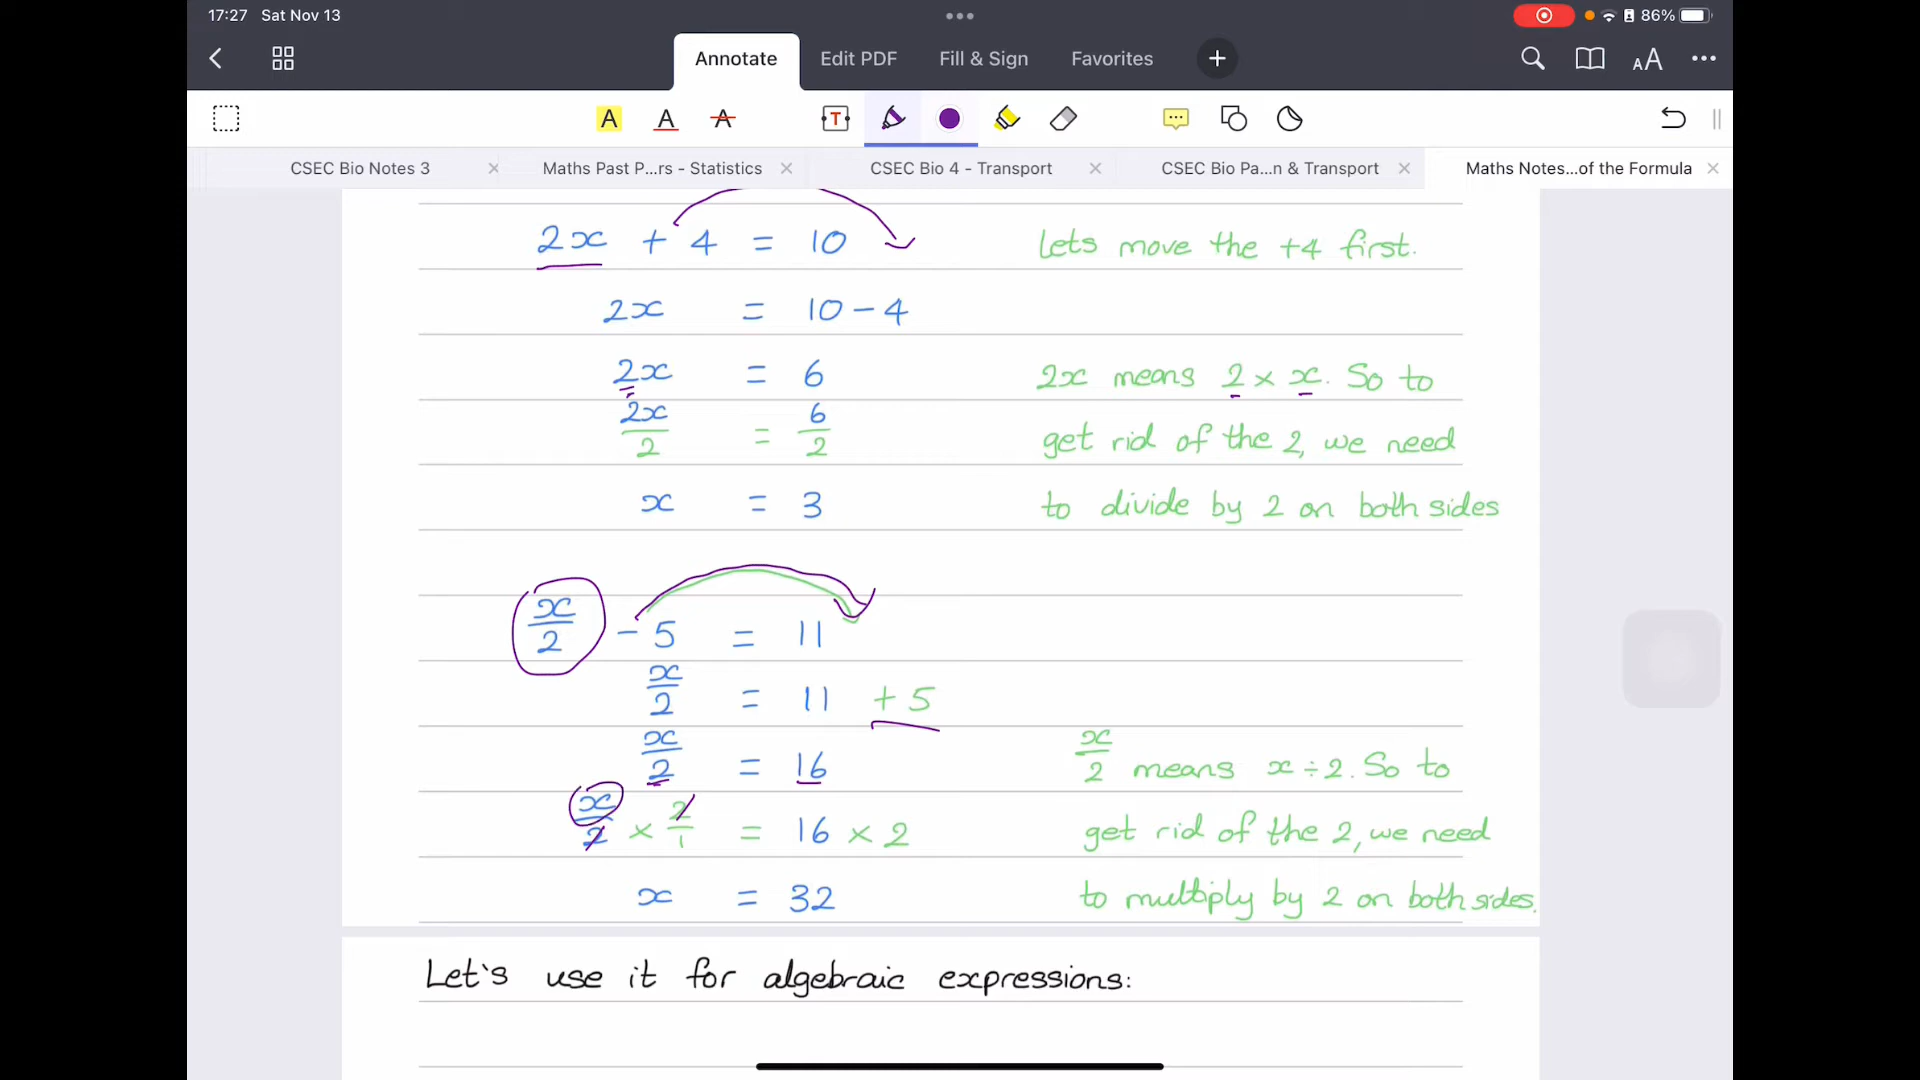 17:27 Sat Nov 13 86%
Annotate Edit PDF Fill & Sign Favorites
CSEC Bio Notes 3 Maths Past P...rs - Statistics CSEC Bio 4 - Transport CSEC Bio Pa...n & Transport Maths Notes...of the Formula
2x + 4 = 10 Lets move the +4 first.
2x = 10 - 4
2x = 6 2x means 2 × x. So to
2x/2 = 6/2 get rid of the 2, we need
x = 3 to divide by 2 on both sides
x/2 - 5 = 11
x/2 = 11 + 5
x/2 = 16 x/2 means x ÷ 2. So to
x/2 × 2/1 = 16 × 2 get rid of the 2, we need
x = 32 to multiply by 2 on both sides.
Let's use it for algebraic expressions: